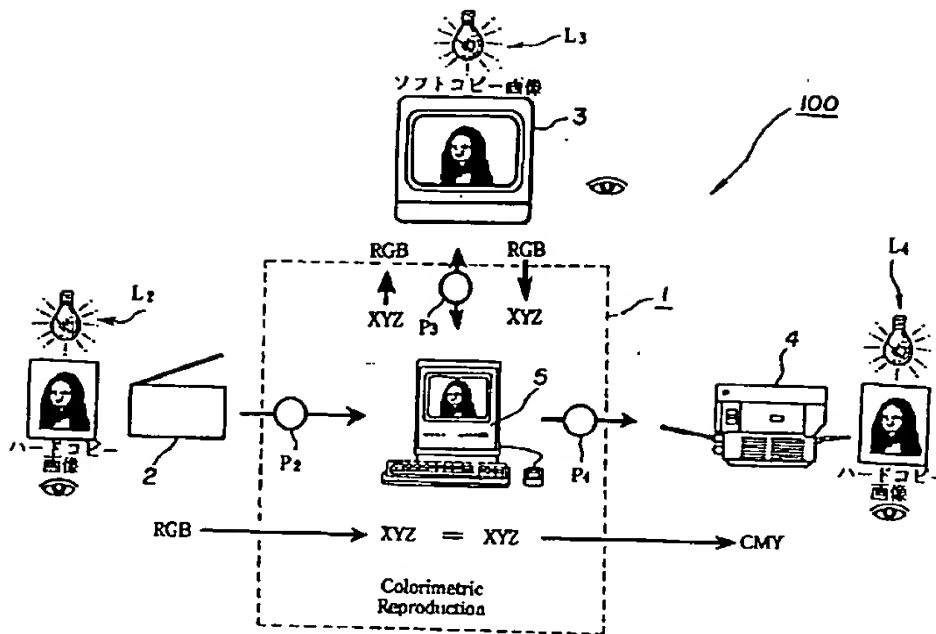 L3
ソフトコピー画像
3
100
RGB
RGB
L4
L2
P3
1
XYZ
XYZ
4
5
ハードコピー
画像
2
P2
P4
ハードコピー
画像
RGB
XYZ = XYZ
CMY
Colorimetric
Reproduction